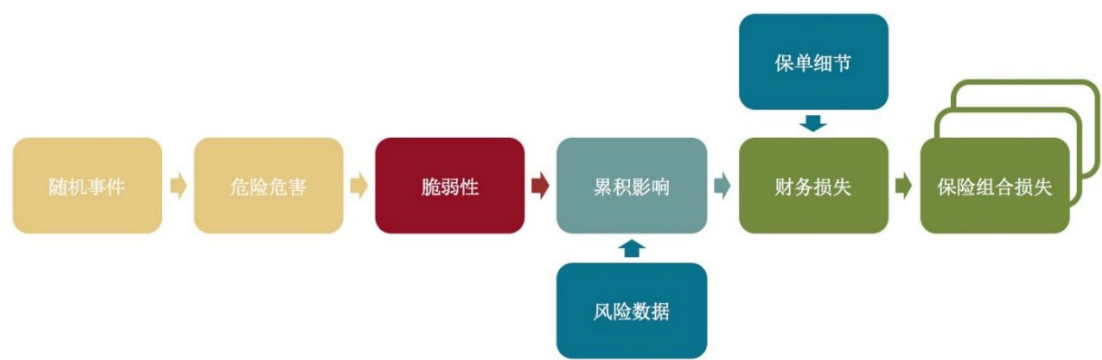 保单细节
随机事件
危险危害
脆弱性
累积影响
财务损失
保险组合损失
风险数据